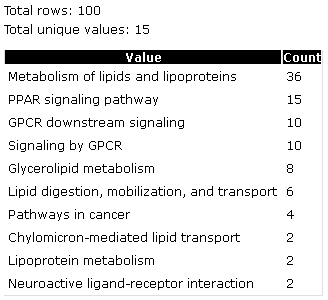 Total rows: 100
Total unique values: 15
Value Count
Metabolism of lipids and lipoproteins 36
PPAR signaling pathway 15
GPCR downstream signaling 10
Signaling by GPCR 10
Glycerolipid metabolism 8
Lipid digestion, mobilization, and transport 6
Pathways in cancer 4
Chylomicron-mediated lipid transport 2
Lipoprotein metabolism 2
Neuroactive ligand-receptor interaction 2